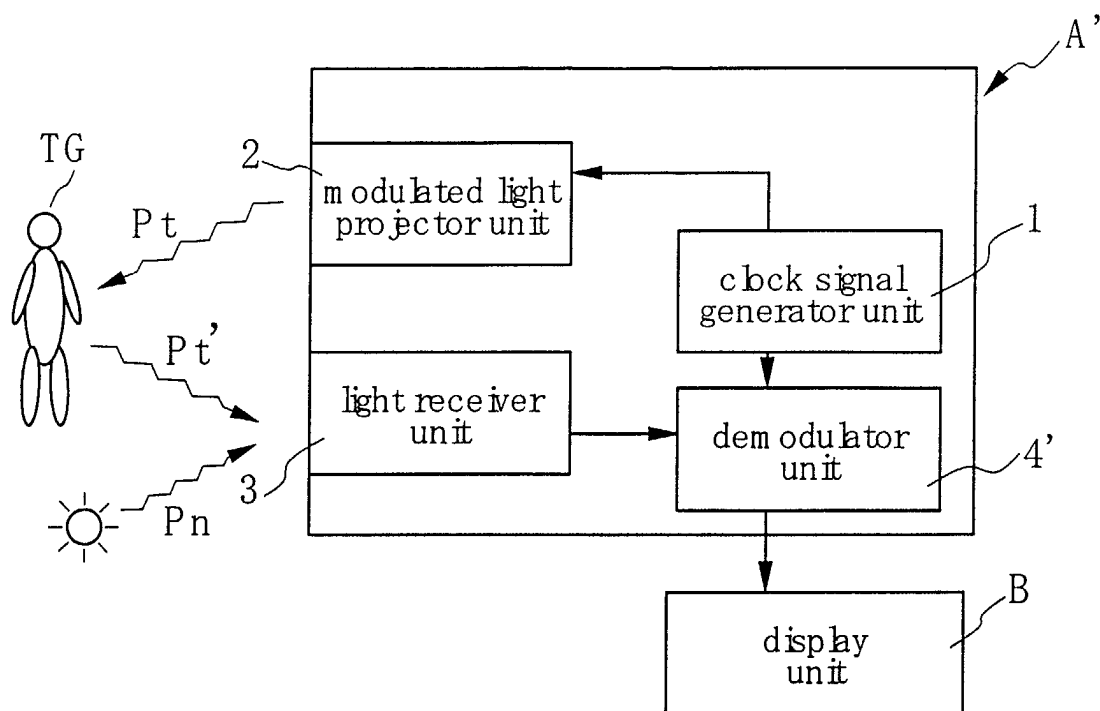 A'
TG
2
modulated light
projector unit
Pt
1
clock signal
generator unit
Pt'
light receiver
unit
demodulator
unit
3
4'
Pn
B
display
unit